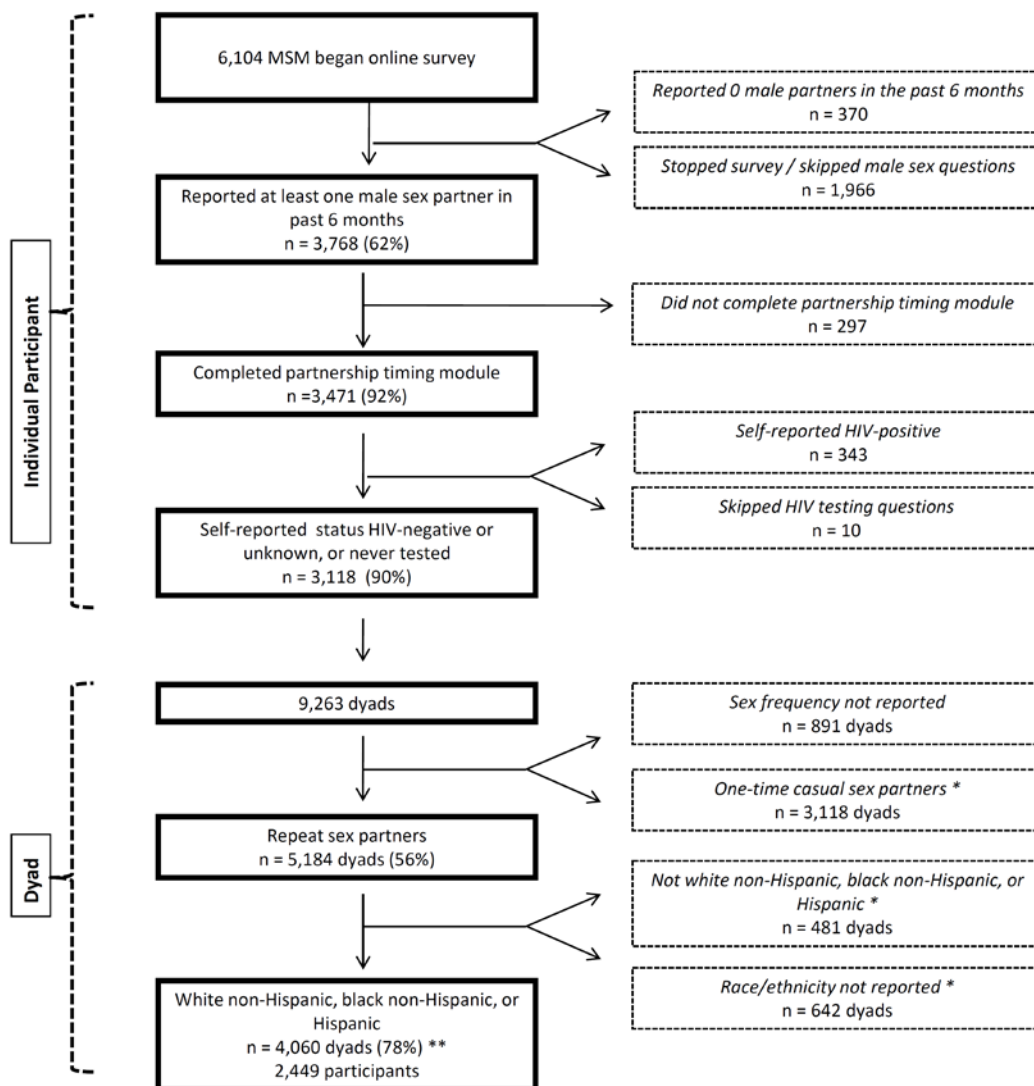 6,104 MSM began online survey
Reported 0 male partners in the past 6 months
n = 370
Stopped survey / skipped male sex questions
n = 1,966
Reported at least one male sex partner in
past 6 months
n = 3,768 (62%)
Did not complete partnership timing module
n = 297
Completed partnership timing module
n =3,471 (92%)
Self-reported HIV-positive
n = 343
Skipped HIV testing questions
n = 10
Self-reported status HIV-negative or
unknown, or never tested
n = 3,118 (90%)
Individual Participant
9,263 dyads
Sex frequency not reported
n = 891 dyads
One-time casual sex partners *
n = 3,118 dyads
Repeat sex partners
n = 5,184 dyads (56%)
Not white non-Hispanic, black non-Hispanic, or
Hispanic *
n = 481 dyads
Race/ethnicity not reported *
n = 642 dyads
White non-Hispanic, black non-Hispanic, or
Hispanic
n = 4,060 dyads (78%) **
2,449 participants
Dyad